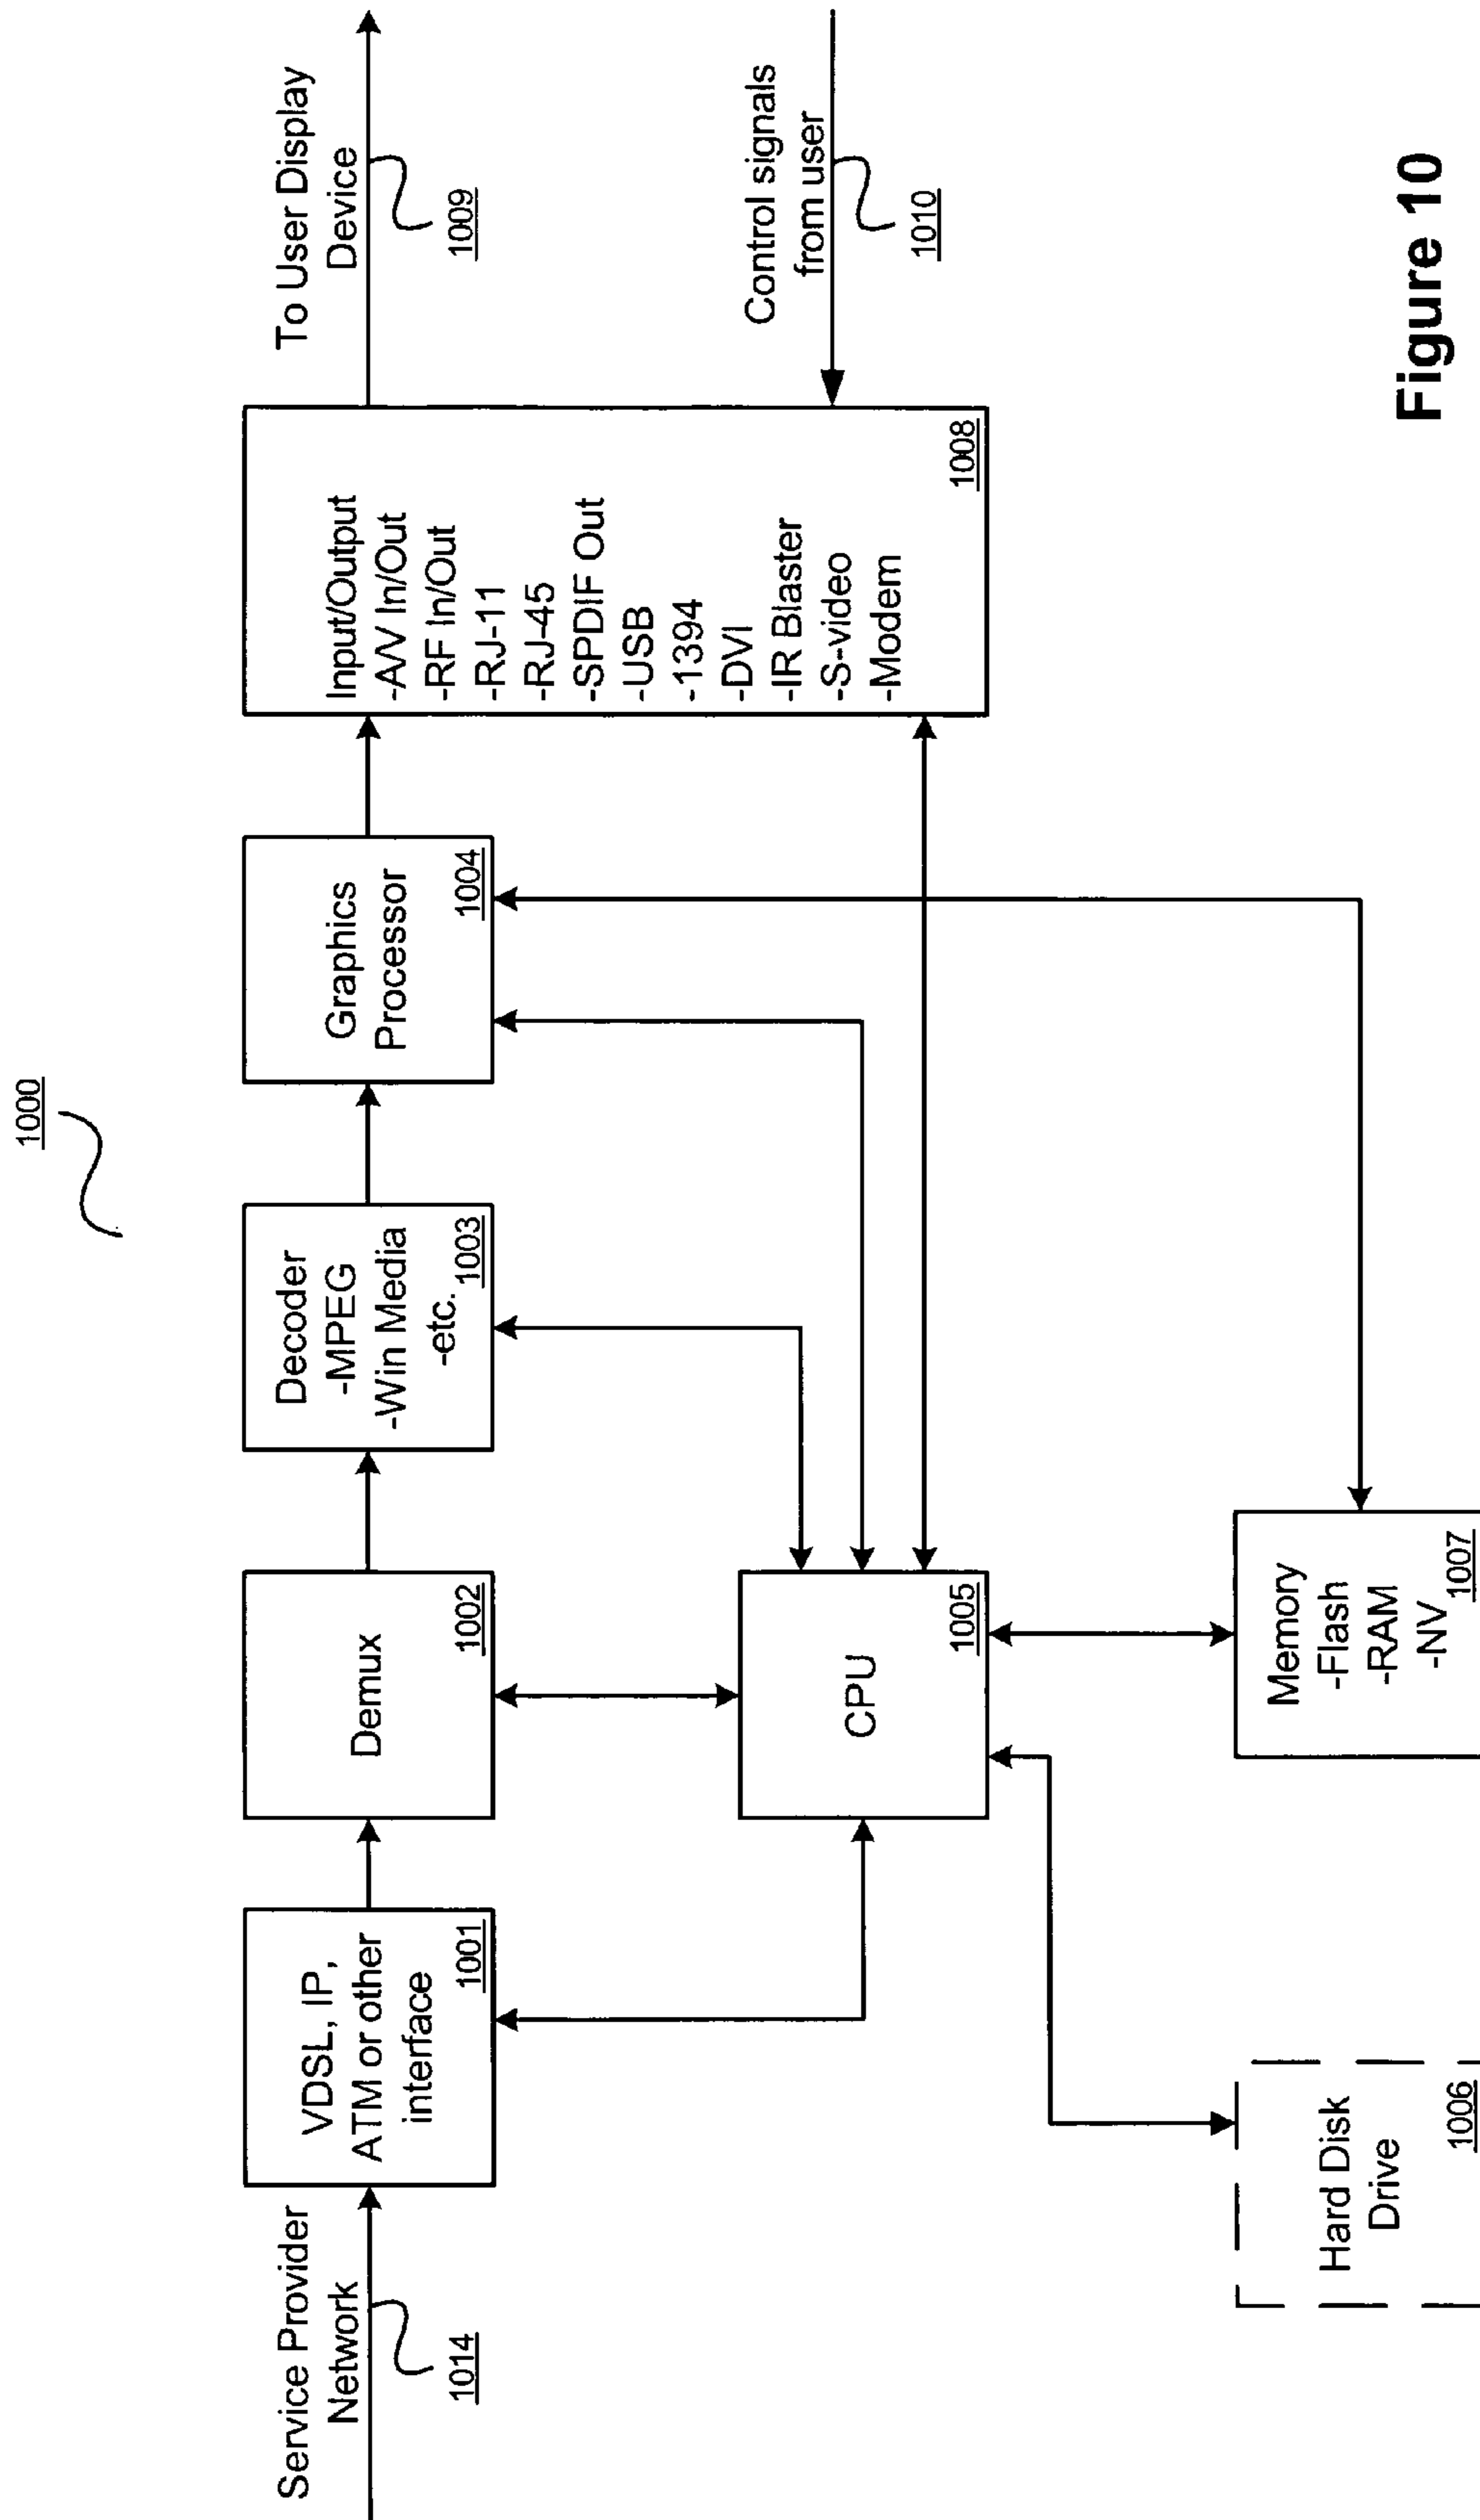 1000
Service Provider
Network
1014
VDSL, IP,
ATM or other
interface
1001
Demux
1002
Decoder
-MPEG
-Win Media
-etc.
1003
Graphics
Processor
1004
Input/Output
-A/V In/Out
-RF In/Out
-RJ-11
-RJ-45
-SPDIF Out
-USB
-1394
-DVI
-IR Blaster
-S-video
-Modem
1008
To User Display
Device
1009
Control signals
from user
1010
CPU
1005
Hard Disk
Drive
1006
Memory
-Flash
-RAM
-NV
1007
Figure 10